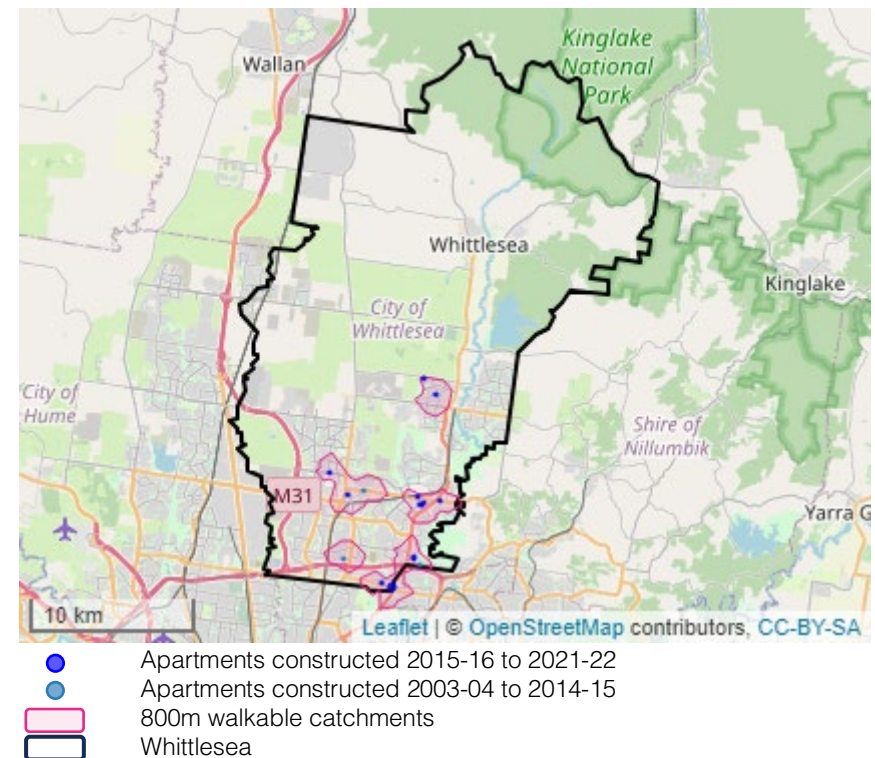 Kinglake
National
Park
Wallan
Whittlesea
Kinglake
City of
Whittlesea
City of
Hume
Shire of
Nillumbik
M31
Yarra G
10 km
Leaflet | © OpenStreetMap contributors, CC-BY-SA
Apartments constructed 2015-16 to 2021-22
Apartments constructed 2003-04 to 2014-15
800m walkable catchments
Whittlesea